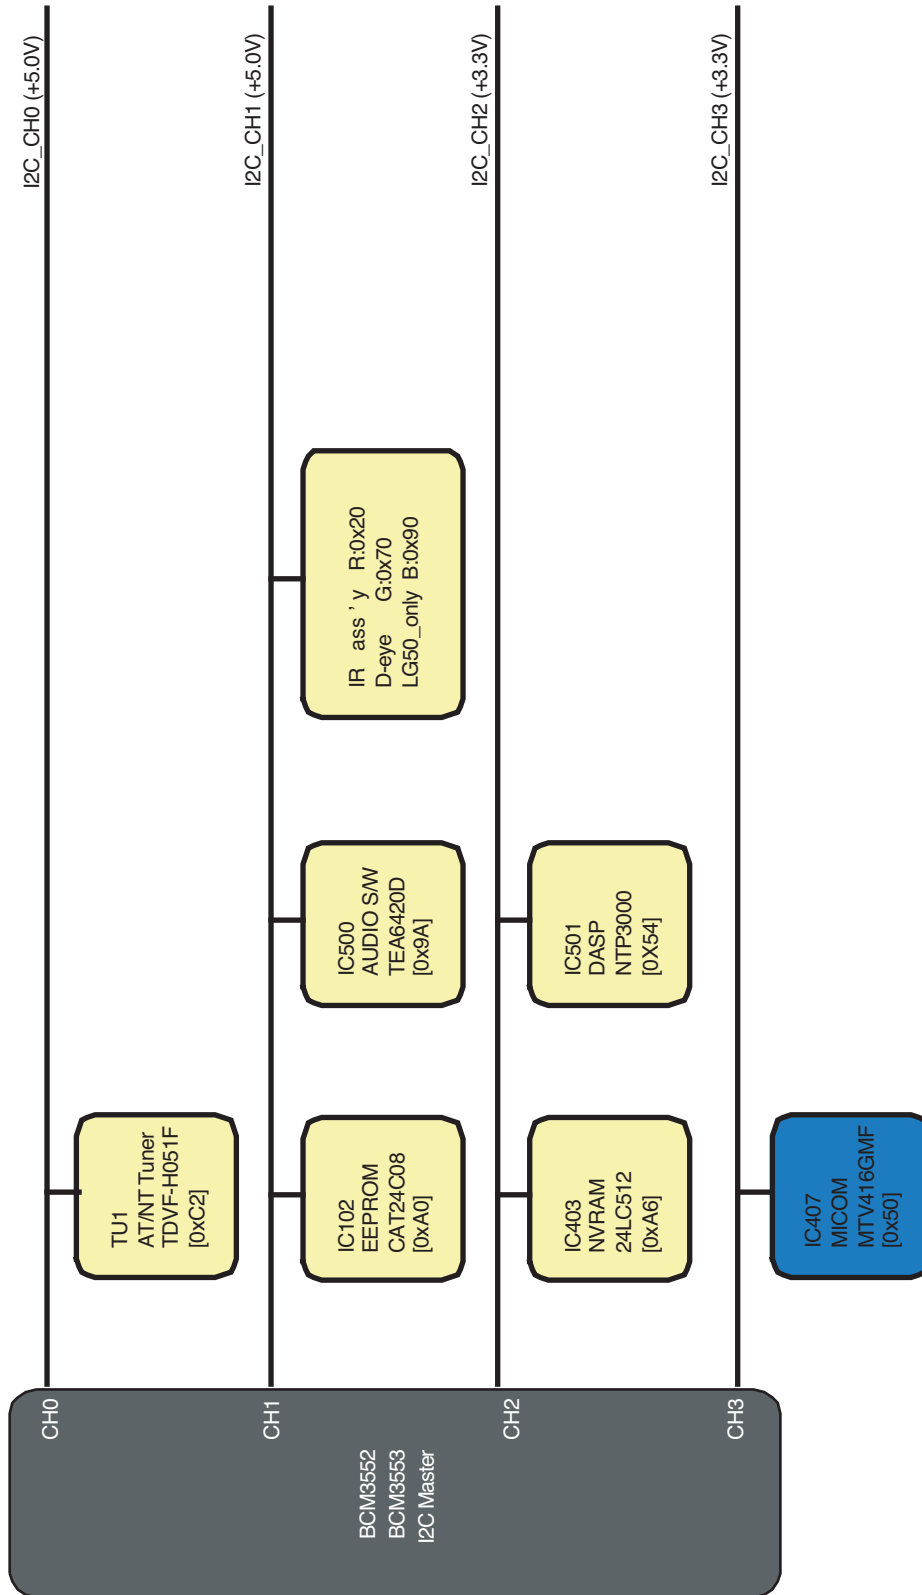 BCM3552
BCM3553
I2C Master
CH0
CH1
CH2
CH3
I2C_CH0 (+5.0V)
TU1
AT/NT Tuner
TDVF-H051F
[0xC2]
I2C_CH1 (+5.0V)
IC102
EEPROM
CAT24C08
[0xA0]
IC500
AUDIO S/W
TEA6420D
[0x9A]
IR ass ' y R:0x20
D-eye G:0x70
LG50_only B:0x90
I2C_CH2 (+3.3V)
IC403
NVRAM
24LC512
[0xA6]
IC501
DASP
NTP3000
[0X54]
I2C_CH3 (+3.3V)
IC407
MICOM
MTV416GMF
[0x50]